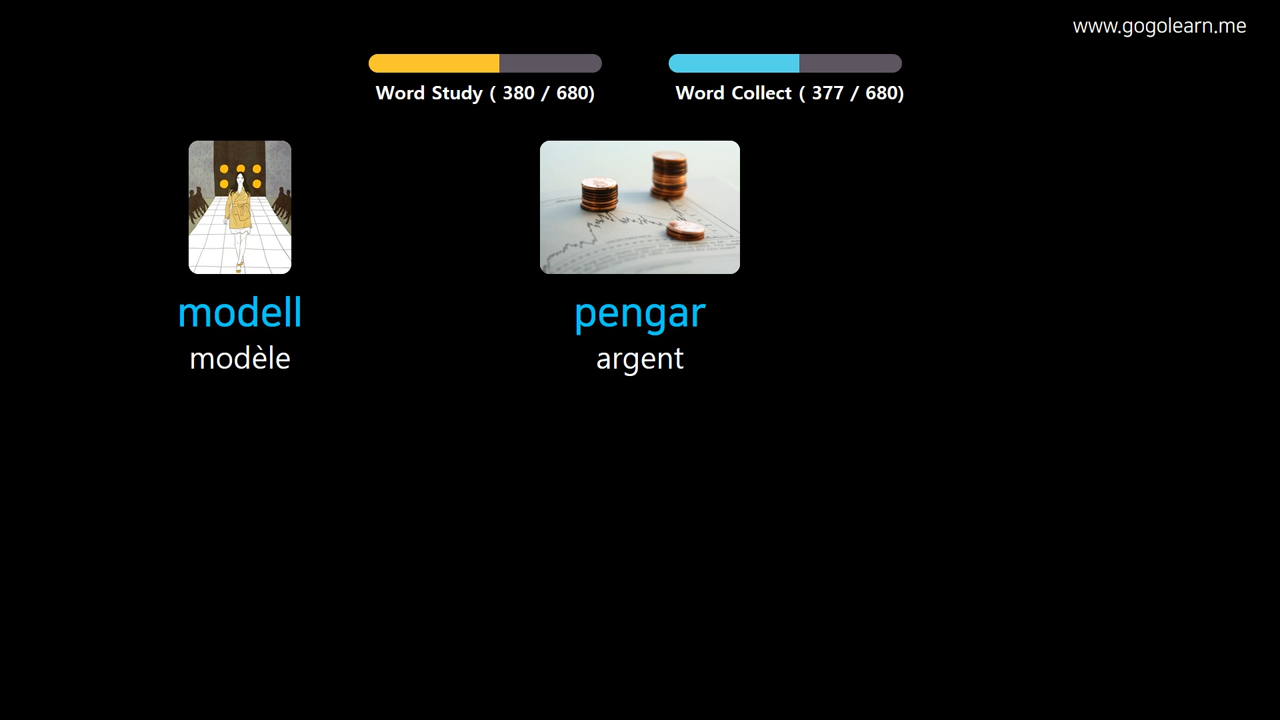 www.gogolearn.me
Word Study ( 380 / 680)
Word Collect ( 377 / 680)
modell
modèle
pengar
argent